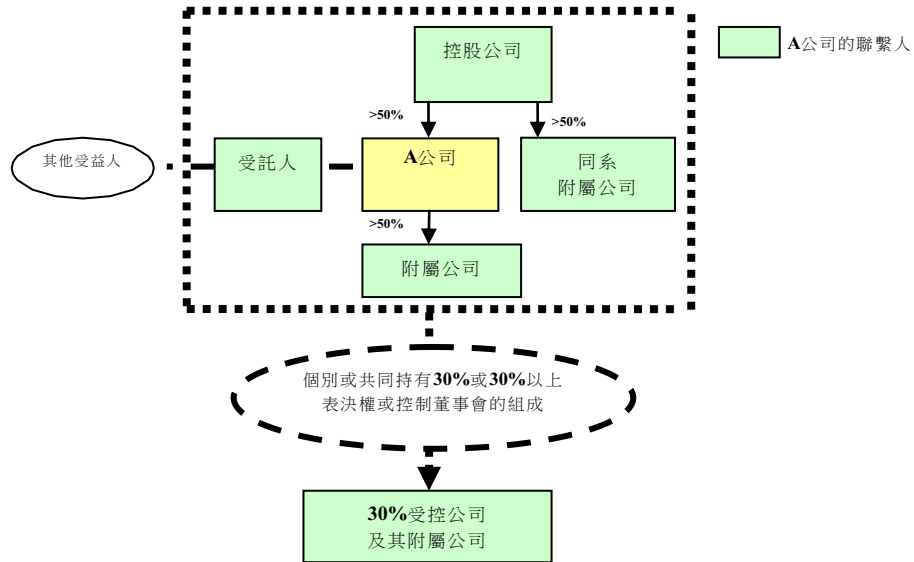 控股公司
A公司的聯繫人
>50%
>50%
其他受益人
受託人
A公司
同系
附屬公司
>50%
附屬公司
個別或共同持有30%或30%以上
表決權或控制董事會的組成
30%受控公司
及其附屬公司